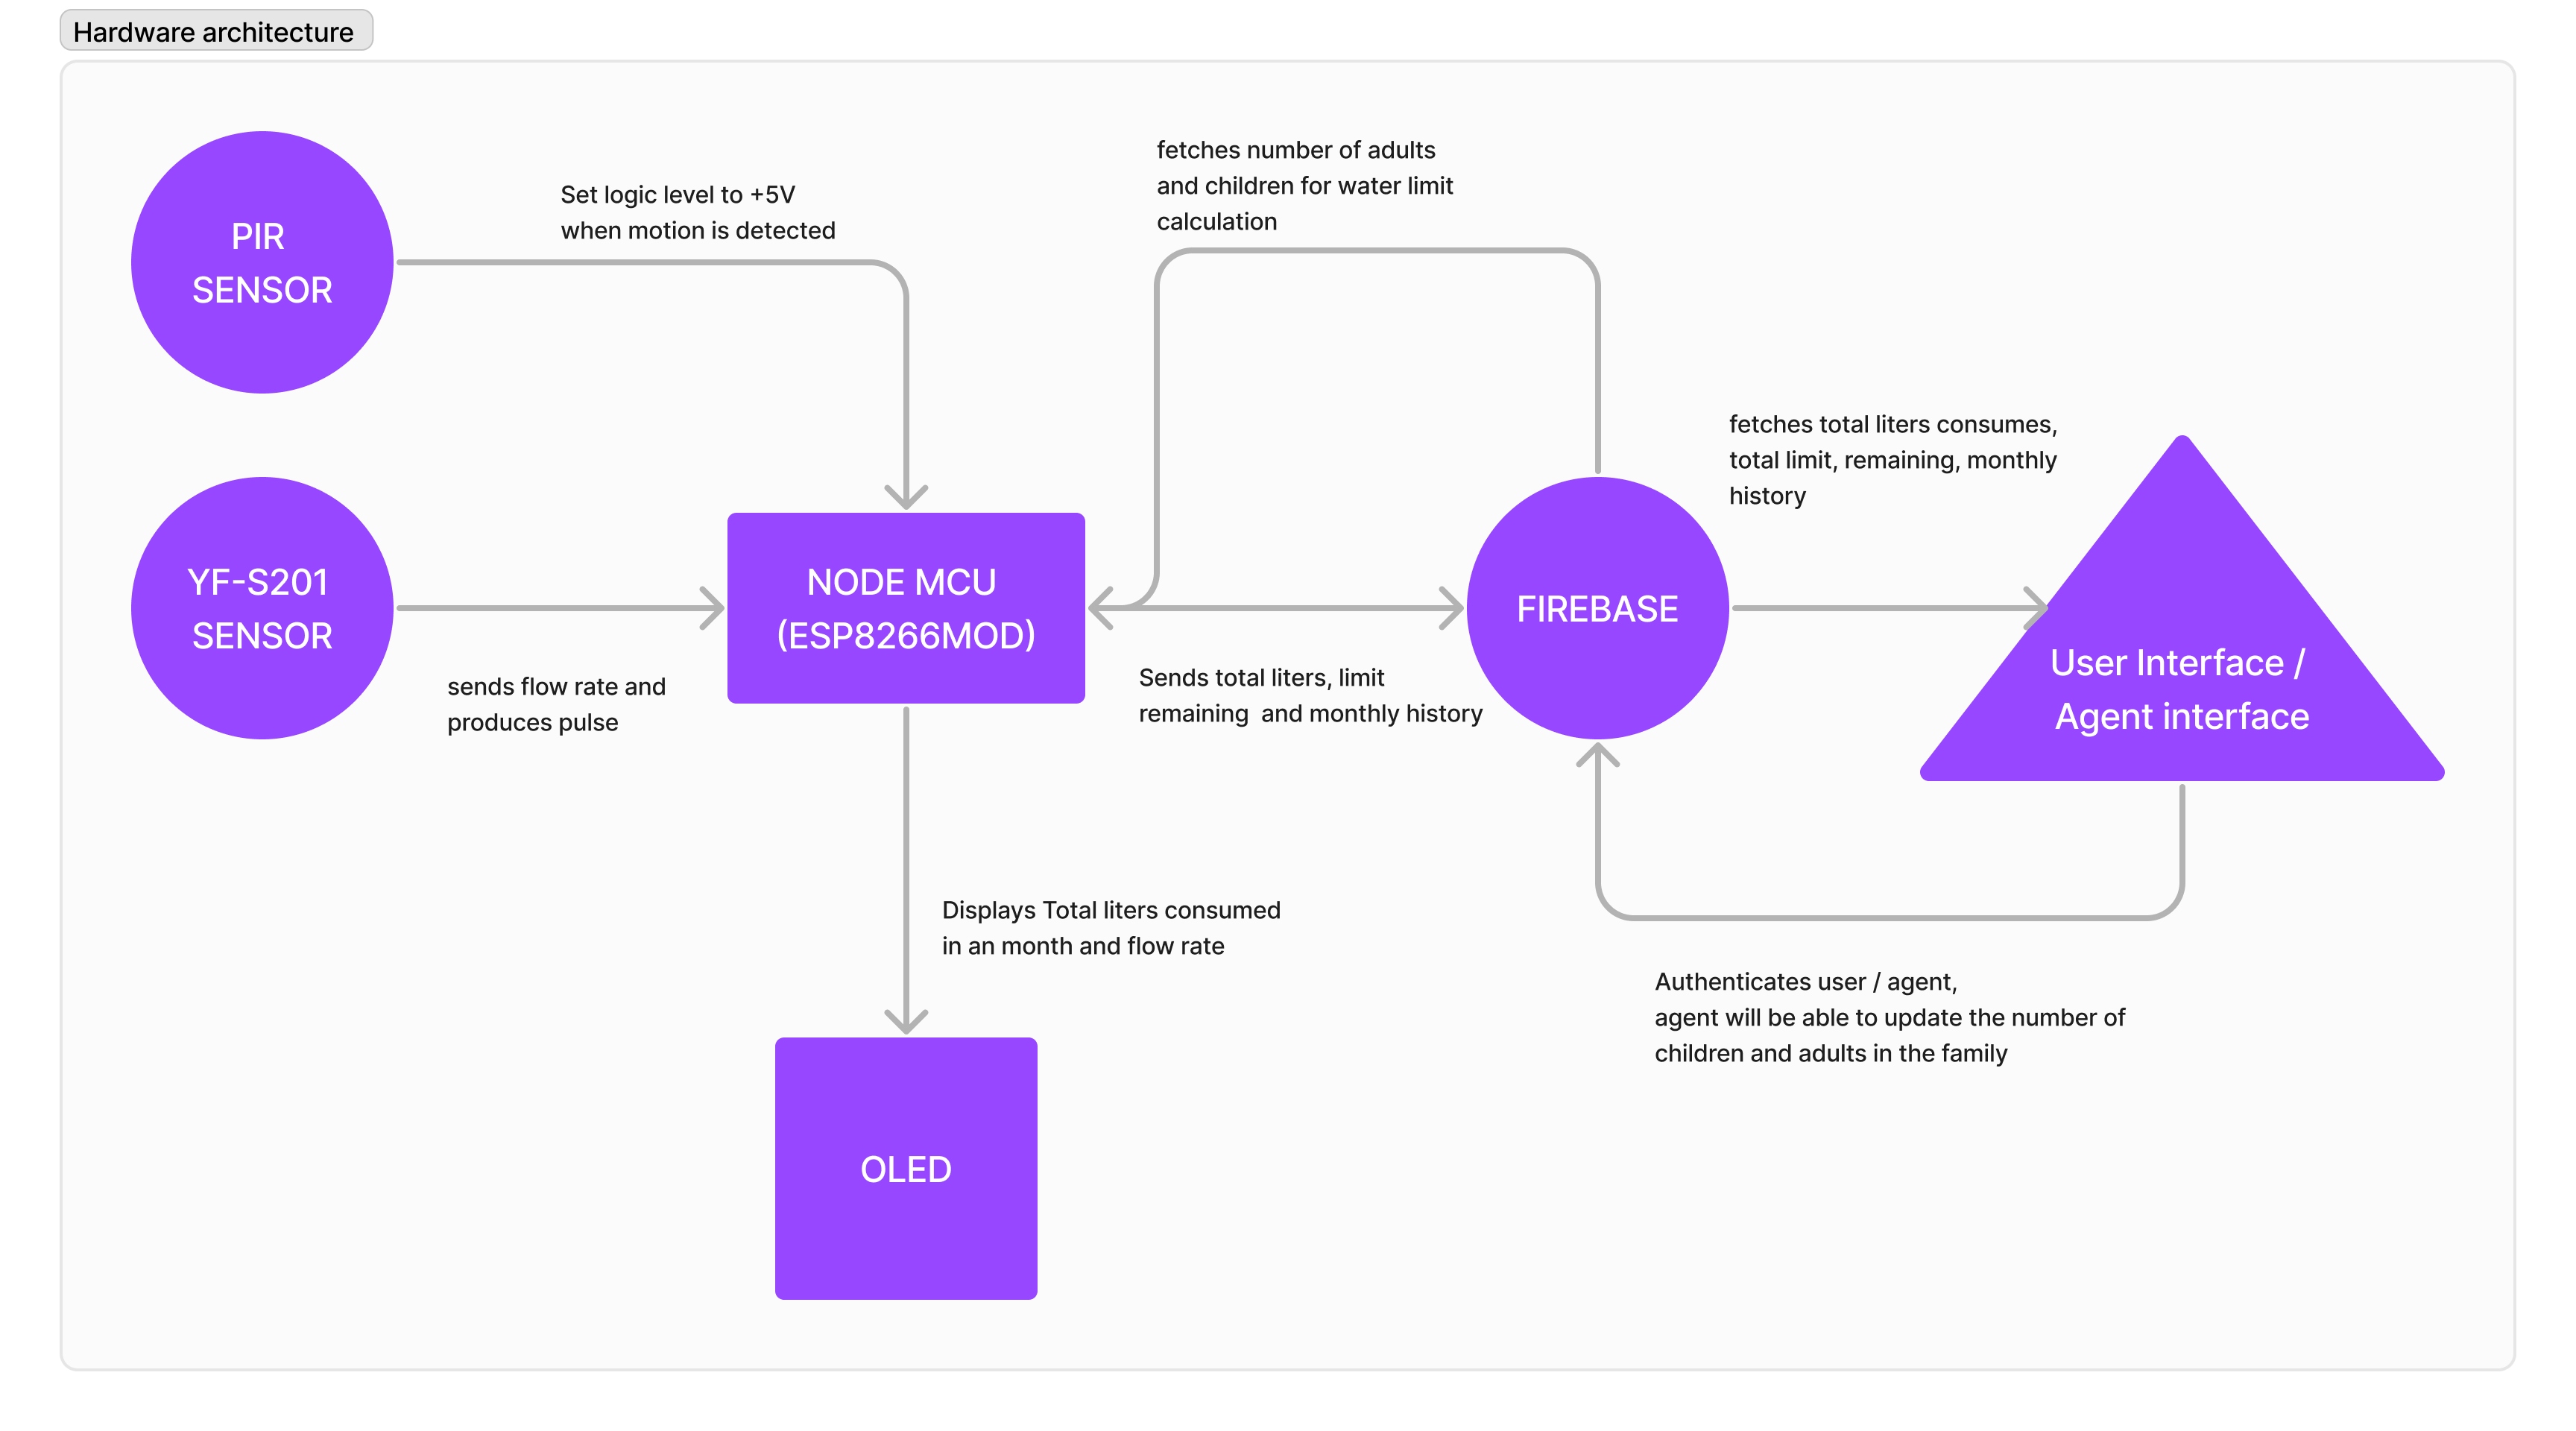 Hardware architecture
PIR
SENSOR
Set logic level to +5V
when motion is detected
fetches number of adults
and children for water limit
calculation
fetches total liters consumes,
total limit, remaining, monthly
history
YF-S201
SENSOR
NODE MCU
(ESP8266MOD)
FIREBASE
User Interface /
Agent interface
sends flow rate and
produces pulse
Sends total liters, limit
remaining  and monthly history
Displays Total liters consumed
in an month and flow rate
Authenticates user / agent,
agent will be able to update the number of
children and adults in the family
OLED